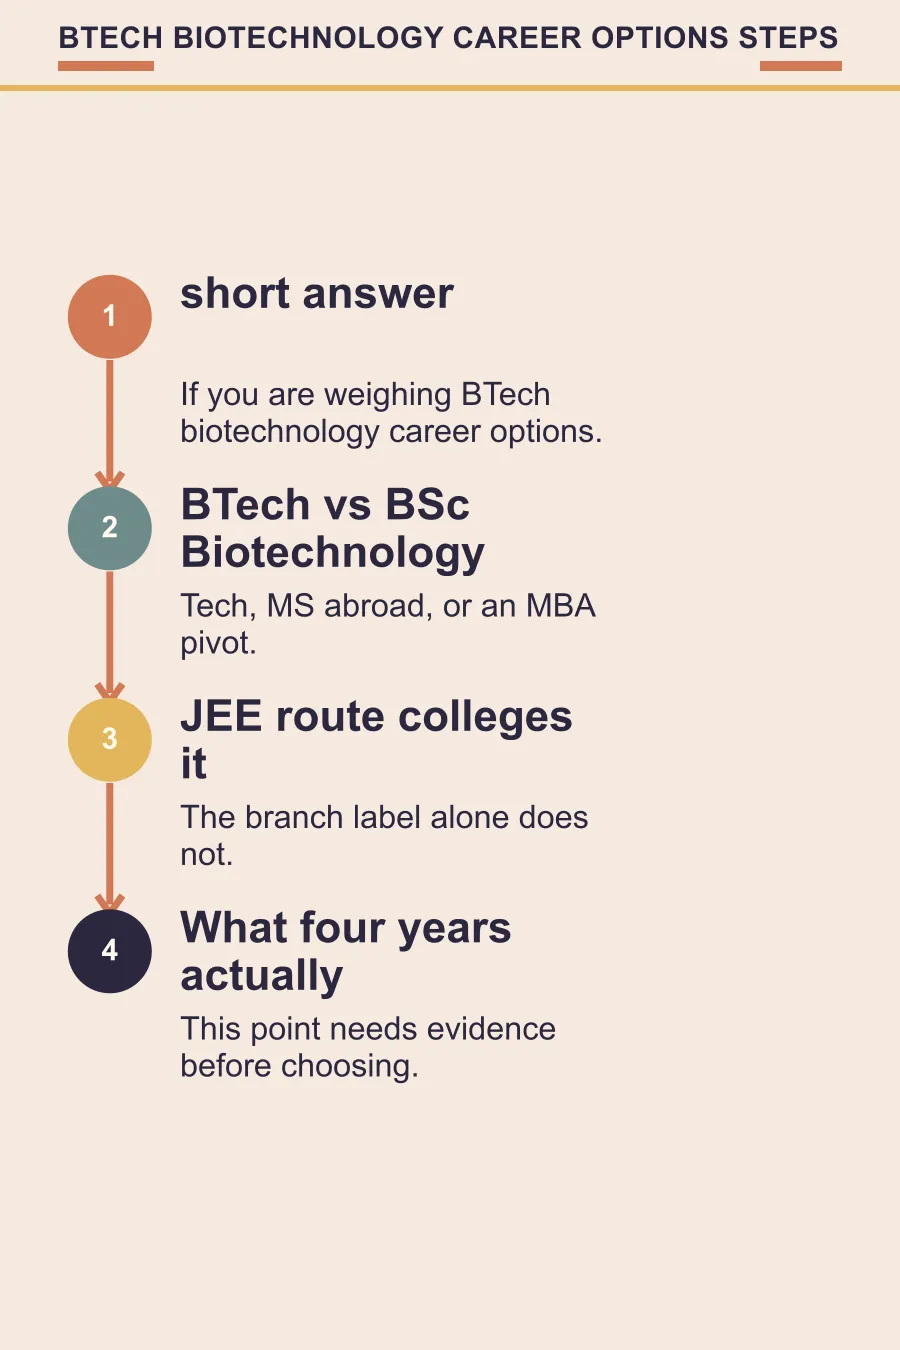 BTECH BIOTECHNOLOGY CAREER OPTIONS STEPS
1
short answer
If you are weighing BTech
biotechnology career options.
2
BTech vs BSc
Biotechnology
Tech, MS abroad, or an MBA
pivot.
3
JEE route colleges
it
The branch label alone does
not.
4
What four years
actually
This point needs evidence
before choosing.